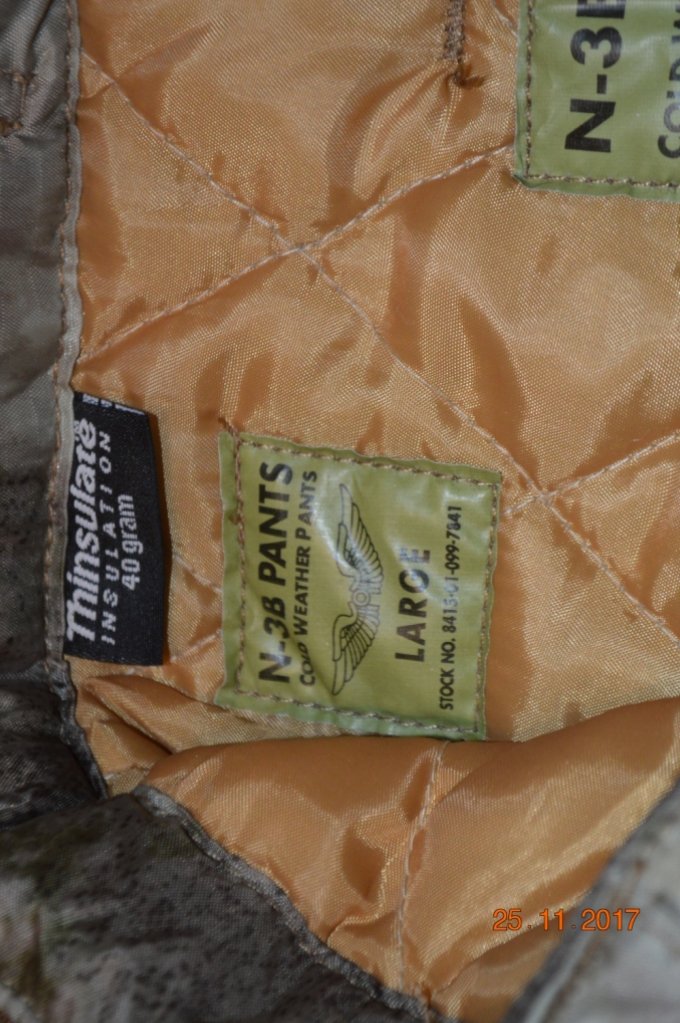 N-3B
COLD W
Thinsulate
INSULATION
40 gram
N-3B PANTS
COLD WEATHER PANTS
LARGE
STOCK NO. 8415-01-099-7841
25.11.2017